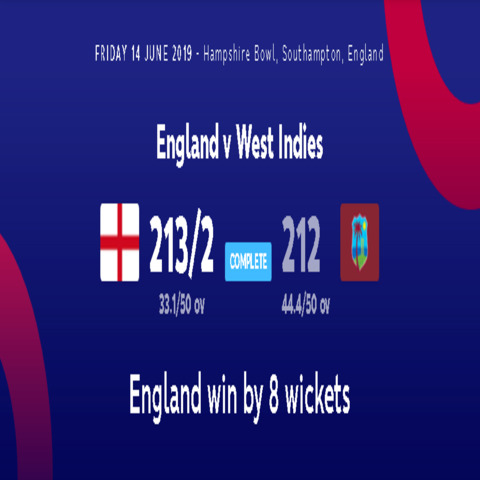 FRIDAY 14 JUNE 2019 - Hampshire Bowl, Southampton, England
England v West Indies
213/2 COMPLETE 212
33.1/50 ov 44.4/50 ov
England win by 8 wickets